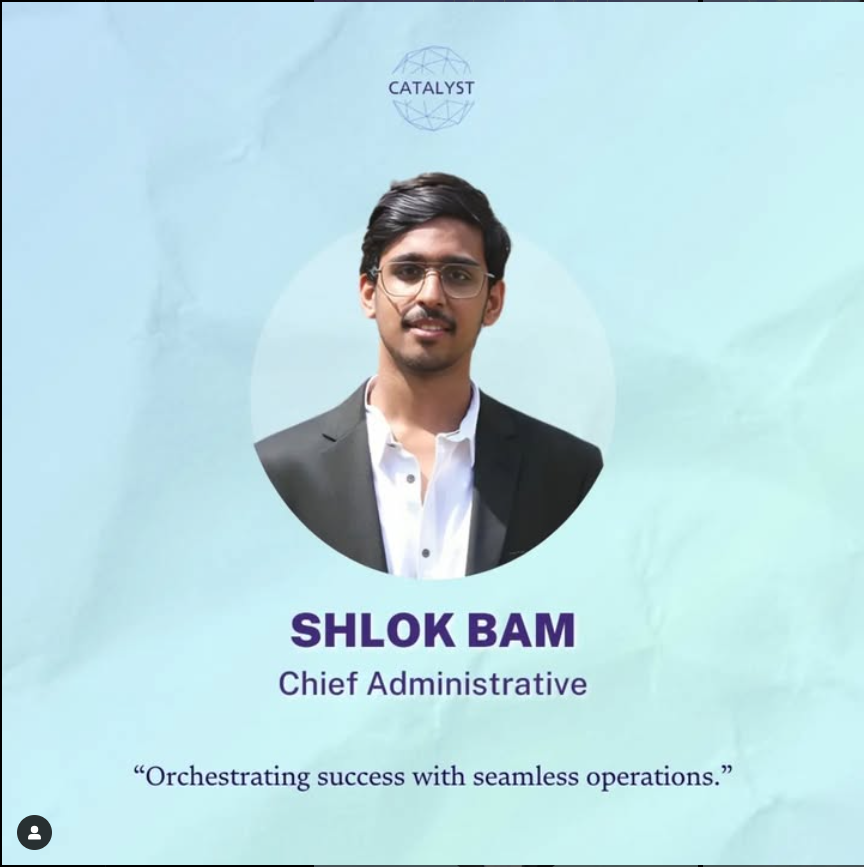 CATALYST
SHLOK BAM
Chief Administrative
“Orchestrating success with seamless operations.”